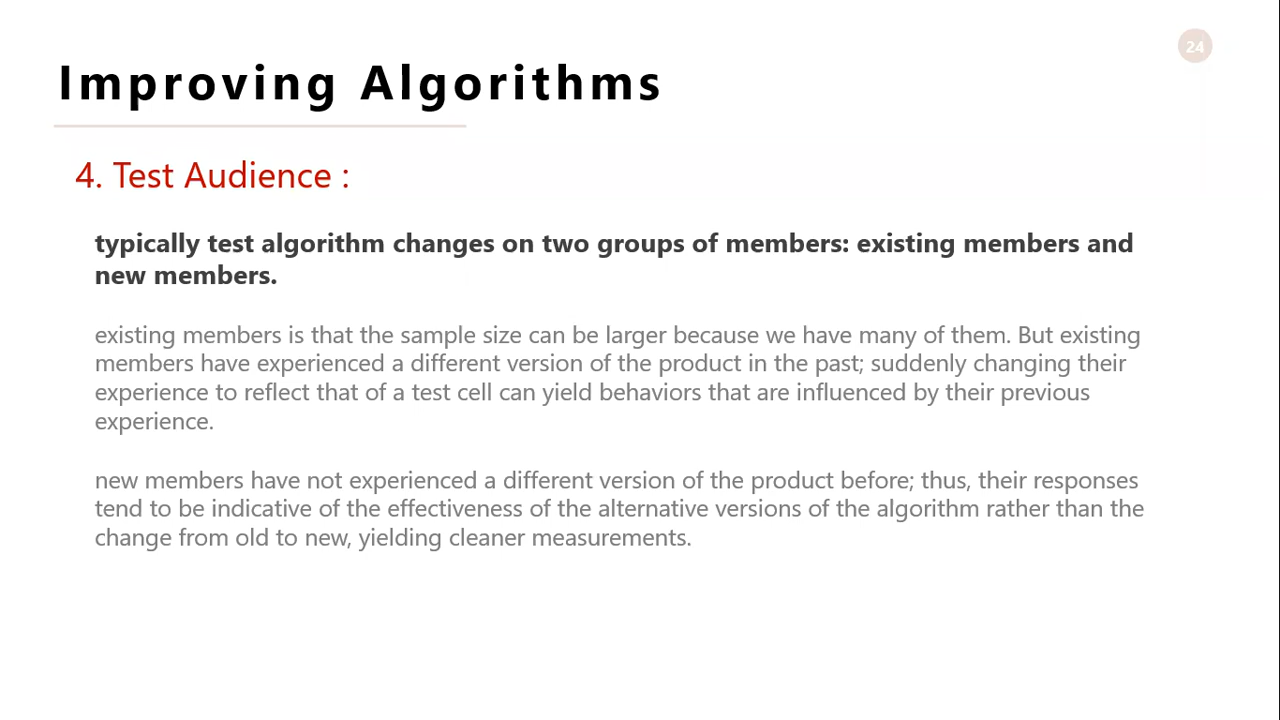 24
Improving Algorithms
4. Test Audience :
typically test algorithm changes on two groups of members: existing members and
new members.
existing members is that the sample size can be larger because we have many of them. But existing
members have experienced a different version of the product in the past; suddenly changing their
experience to reflect that of a test cell can yield behaviors that are influenced by their previous
experience.
new members have not experienced a different version of the product before; thus, their responses
tend to be indicative of the effectiveness of the alternative versions of the algorithm rather than the
change from old to new, yielding cleaner measurements.